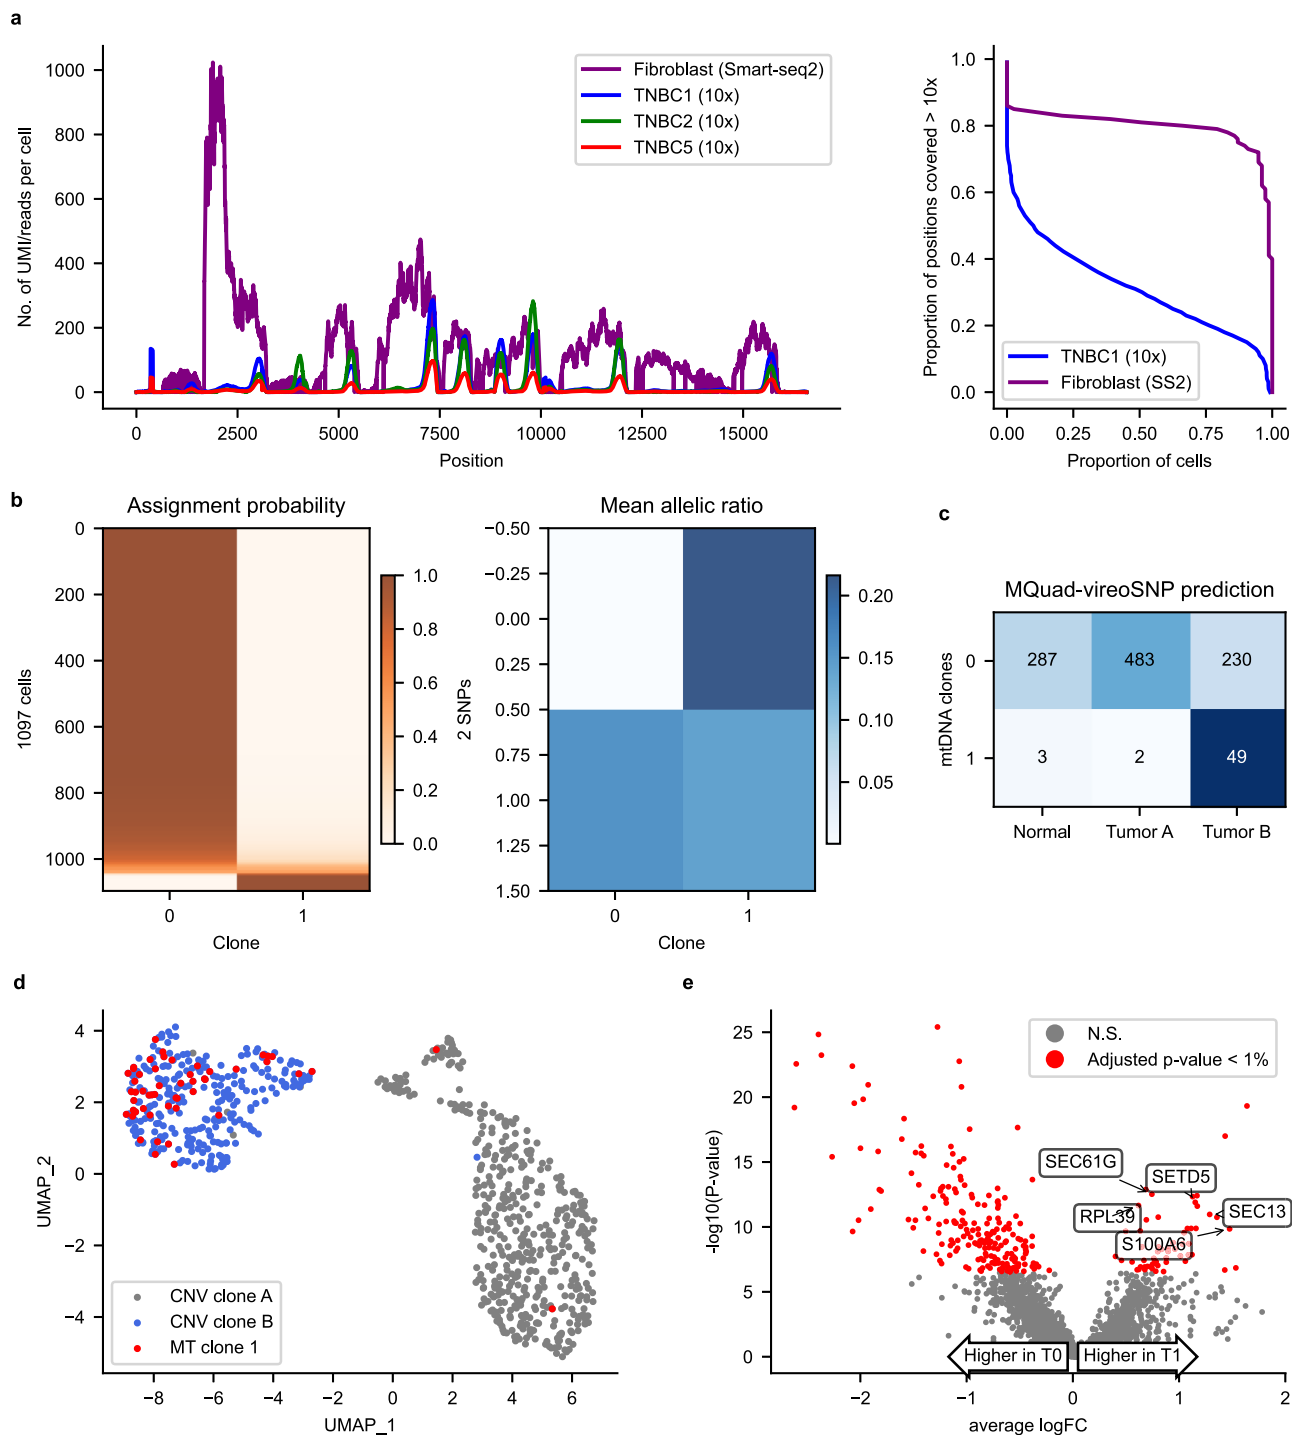 a
1000
800
600
400
200
0
No. of UMI/reads per cell
0
2500
5000
7500
10000
12500
15000
Position
Fibroblast (Smart-seq2)
TNBC1 (10x)
TNBC2 (10x)
TNBC5 (10x)
1.0
0.8
0.6
0.4
0.2
0.0
Proportion of positions covered > 10x
0.00
0.25
0.50
0.75
1.00
Proportion of cells
TNBC1 (10x)
Fibroblast (SS2)
b
Assignment probability
0
200
400
600
800
1000
1097 cells
0
1
Clone
1.0
0.8
0.6
0.4
0.2
0.0
Mean allelic ratio
−0.50
−0.25
0.00
0.25
0.50
0.75
1.00
1.25
1.50
2 SNPs
0
1
Clone
0.20
0.15
0.10
0.05
c
MQuad-vireoSNP prediction
mtDNA clones
0
287
483
230
1
3
2
49
Normal
Tumor A
Tumor B
d
4
2
0
−2
−4
UMAP_2
−8
−6
−4
−2
0
2
4
6
UMAP_1
CNV clone A
CNV clone B
MT clone 1
e
25
20
15
10
5
0
-log10(P-value)
−2
−1
0
1
2
average logFC
N.S.
Adjusted p-value < 1%
SEC61G
SETD5
RPL39
SEC13
S100A6
Higher in T0
Higher in T1